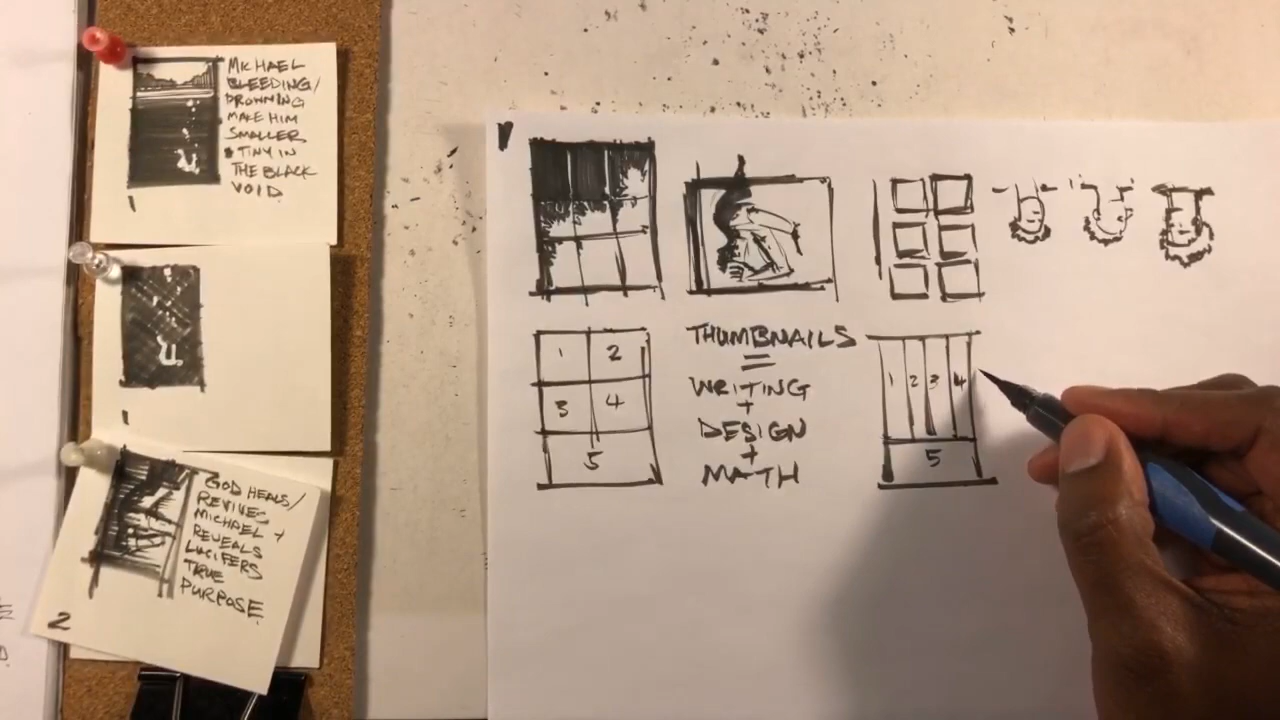 MICHAEL
BLEEDING/
DROWNING
MAKE HIM
SMALLER
TINY IN
THE BLACK
VOID
1
1
GOD HEALS/
REVIVES
MICHAEL +
REVEALS
LUCIFERS
TRUE
PURPOSE
2
1 2
3 4
5
THUMBNAILS
=
WRITING
+
DESIGN
+
MATH
1 2 3 4
5